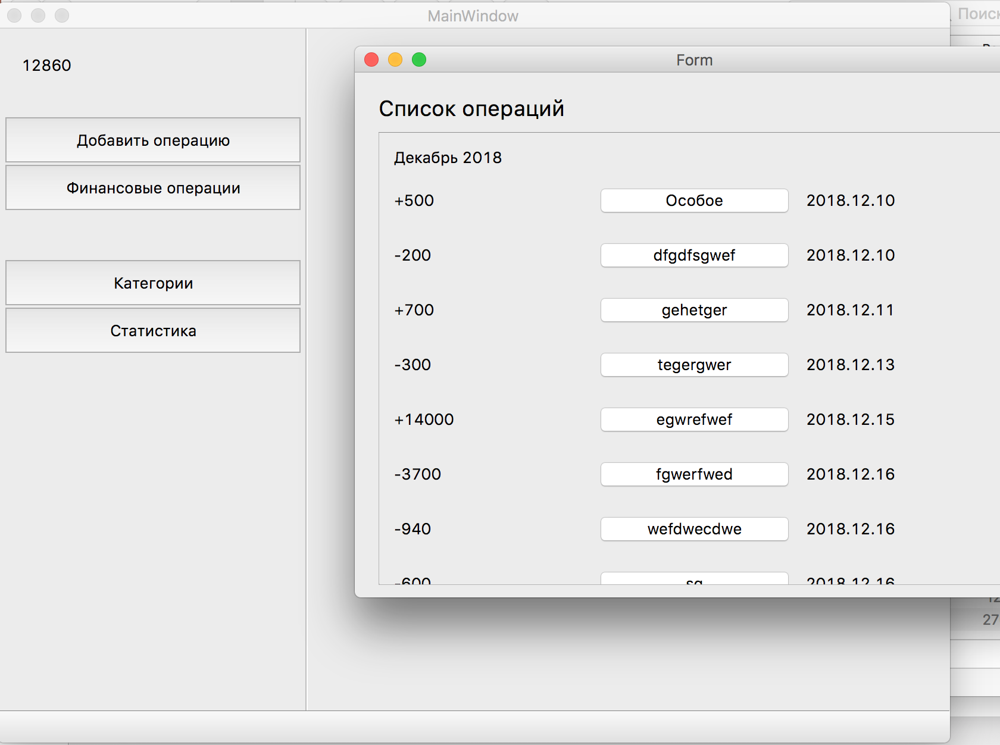 MainWindow
Поиск
12860
Добавить операцию
Финансовые операции
Категории
Статистика
Form
Список операций
Декабрь 2018
+500 Особое 2018.12.10
-200 dfgdfsgwef 2018.12.10
+700 gehetger 2018.12.11
-300 tegergwer 2018.12.13
+14000 egwrefwef 2018.12.15
-3700 fgwerfwed 2018.12.16
-940 wefdwecdwe 2018.12.16
-600 sg 2018.12.16
27